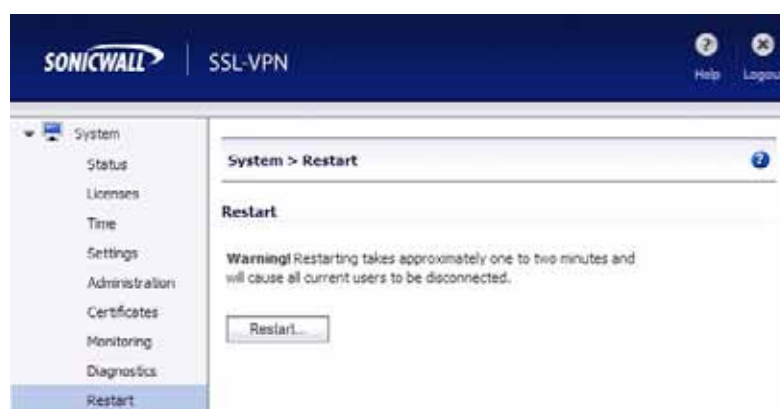 SONICWALL
SSL-VPN
Help
Logou
System
Status
Licenses
Time
Settings
Administration
Certificates
Monitoring
Diagnostics
Restart
System > Restart
Restart
Warning! Restarting takes approximately one to two minutes and
will cause all current users to be disconnected.
Restart...